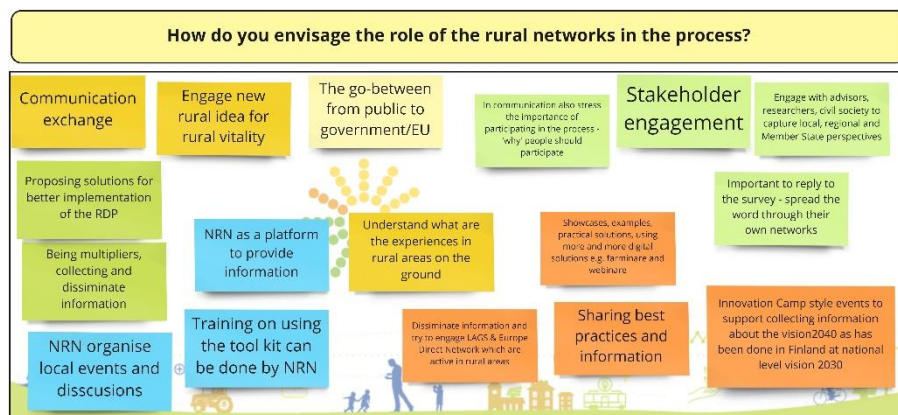 How do you envisage the role of the rural networks in the process?
Communication
exchange
Engage new
rural idea for
rural vitality
The go-between
from public to
government/EU
In communication also stress
the importance of
participating in the process -
'why' people should
participate
Stakeholder
engagement
Engage with advisors,
researchers, civil society to
capture local, regional and
Member State perspectives
Proposing solutions for
better implementation
of the RDP
Being multipliers,
collecting and
dissiminate
information
NRN as a platform
to provide
information
Understand what are
the experiences in
rural areas on the
ground
Showcases, examples,
practical solutions, using
more and more digital
solutions e.g. farminare and
webinare
Important to reply to
the survey - spread the
word through their
own networks
NRN organise
local events and
disscusions
Training on using
the tool kit can
be done by NRN
Dissiminate information and
try to engage LAGS & Europe
Direct Network which are
active in rural areas
Sharing best
practices and
information
Innovation Camp style events to
support collecting information
about the vision2040 as has
been done in Finland at national
level vision 2030